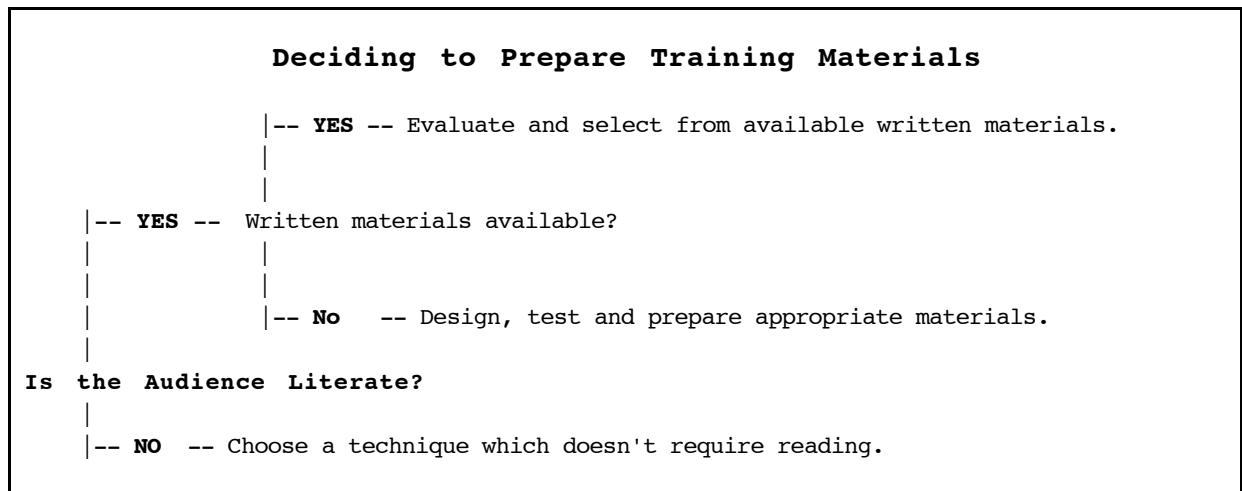 Deciding to Prepare Training Materials
|-- YES -- Evaluate and select from available written materials.
|-- YES -- Written materials available?
|-- No -- Design, test and prepare appropriate materials.
Is the Audience Literate?
|-- NO -- Choose a technique which doesn't require reading.